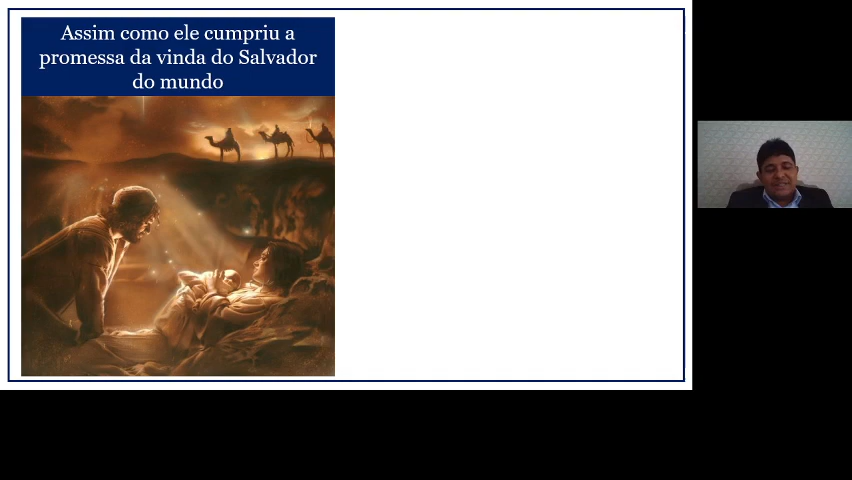 Assim como ele cumpriu a
promessa da vinda do Salvador
do mundo